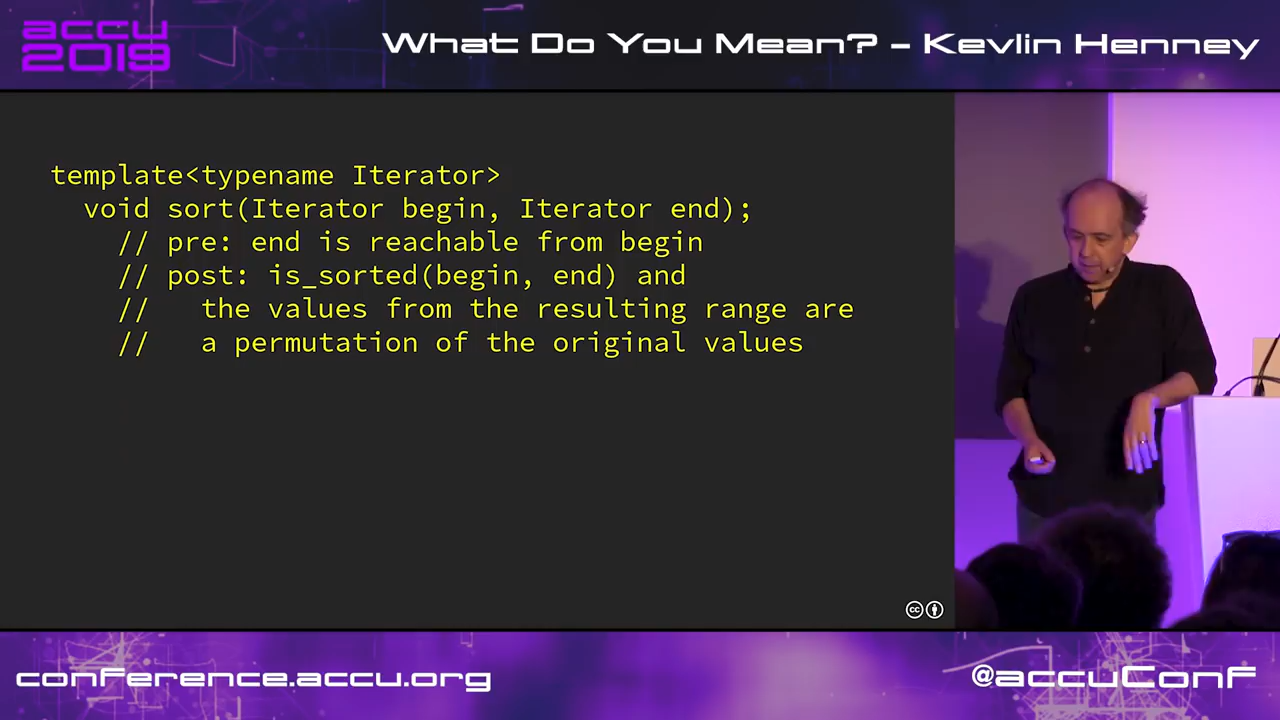 accu
2019
What Do You Mean? - Kevlin Henney
template<typename Iterator>
void sort(Iterator begin, Iterator end);
// pre: end is reachable from begin
// post: is_sorted(begin, end) and
// the values from the resulting range are
// a permutation of the original values
cc
conference.accu.org
@accuConf